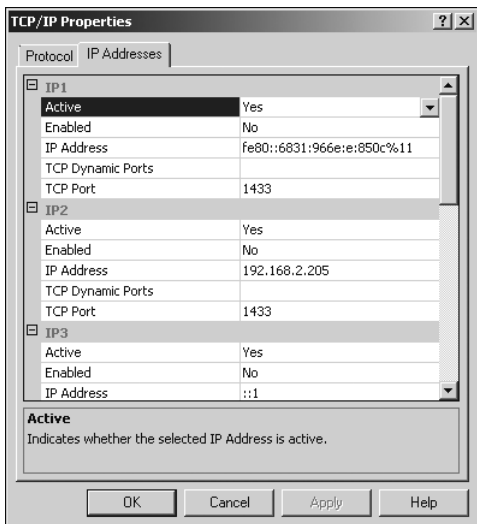 TCP/IP Properties
Protocol IP Addresses
IP1
Active Yes
Enabled No
IP Address fe80::6831:966e:e:850c%11
TCP Dynamic Ports
TCP Port 1433
IP2
Active Yes
Enabled No
IP Address 192.168.2.205
TCP Dynamic Ports
TCP Port 1433
IP3
Active Yes
Enabled No
IP Address ::1
Active
Indicates whether the selected IP Address is active.
OK Cancel Apply Help